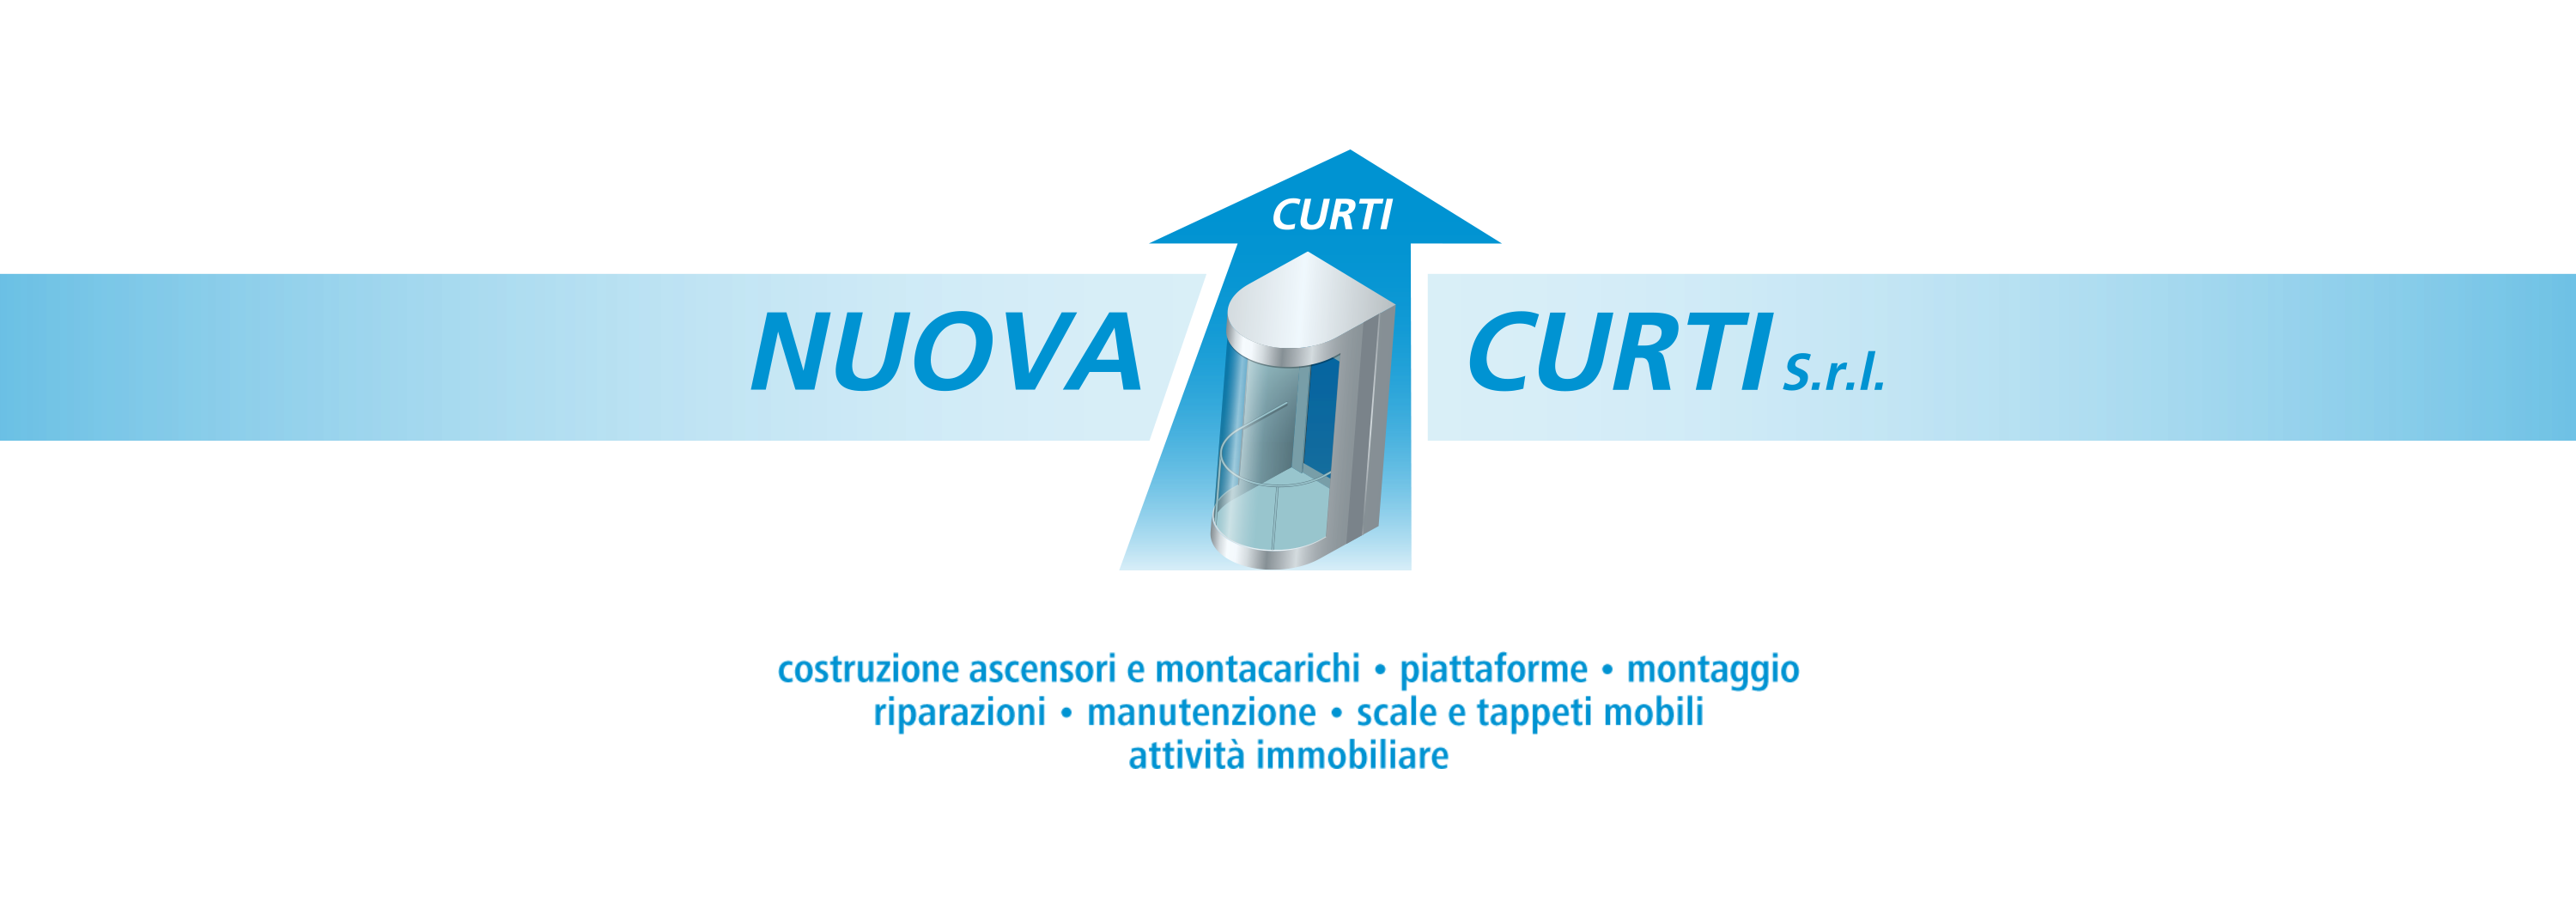 CURTI
NUOVA CURTI S.r.l.
costruzione ascensori e montacarichi • piattaforme • montaggio
riparazioni • manutenzione • scale e tappeti mobili
attività immobiliare